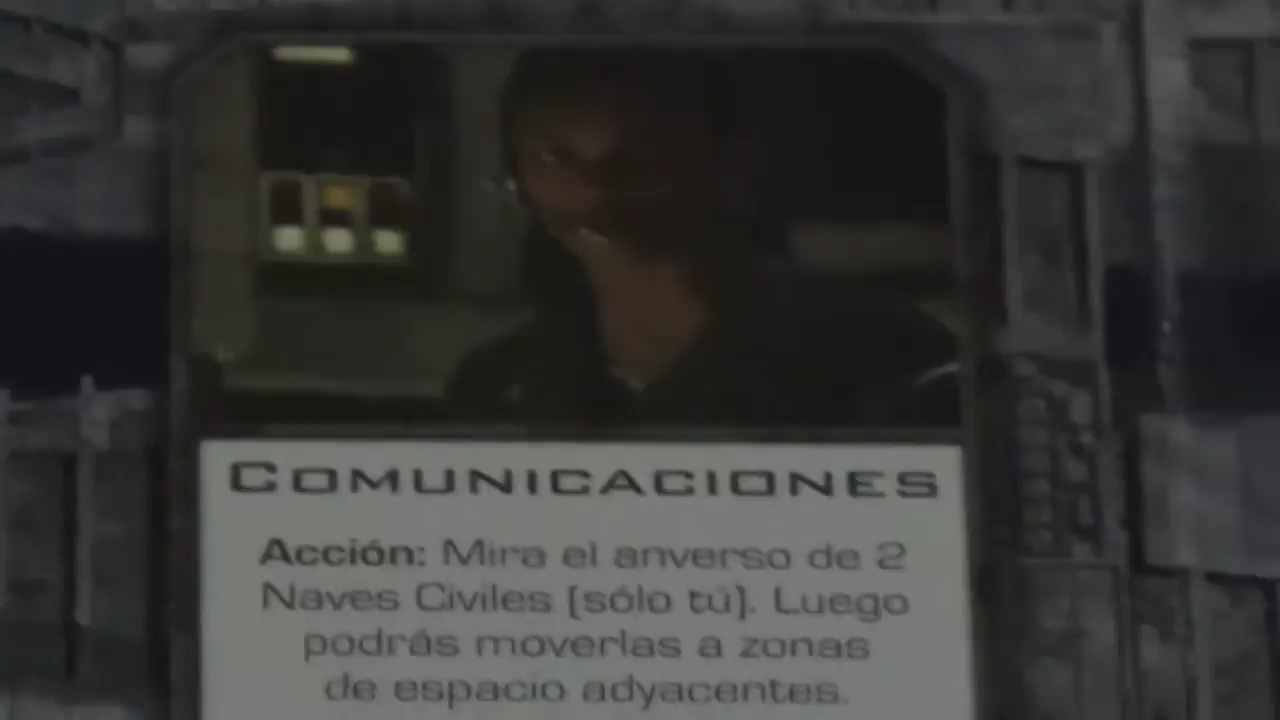 COMUNICACIONES
Acción: Mira el anverso de 2
Naves Civiles (sólo tú). Luego
podrás moverlas a zonas
de espacio adyacentes.